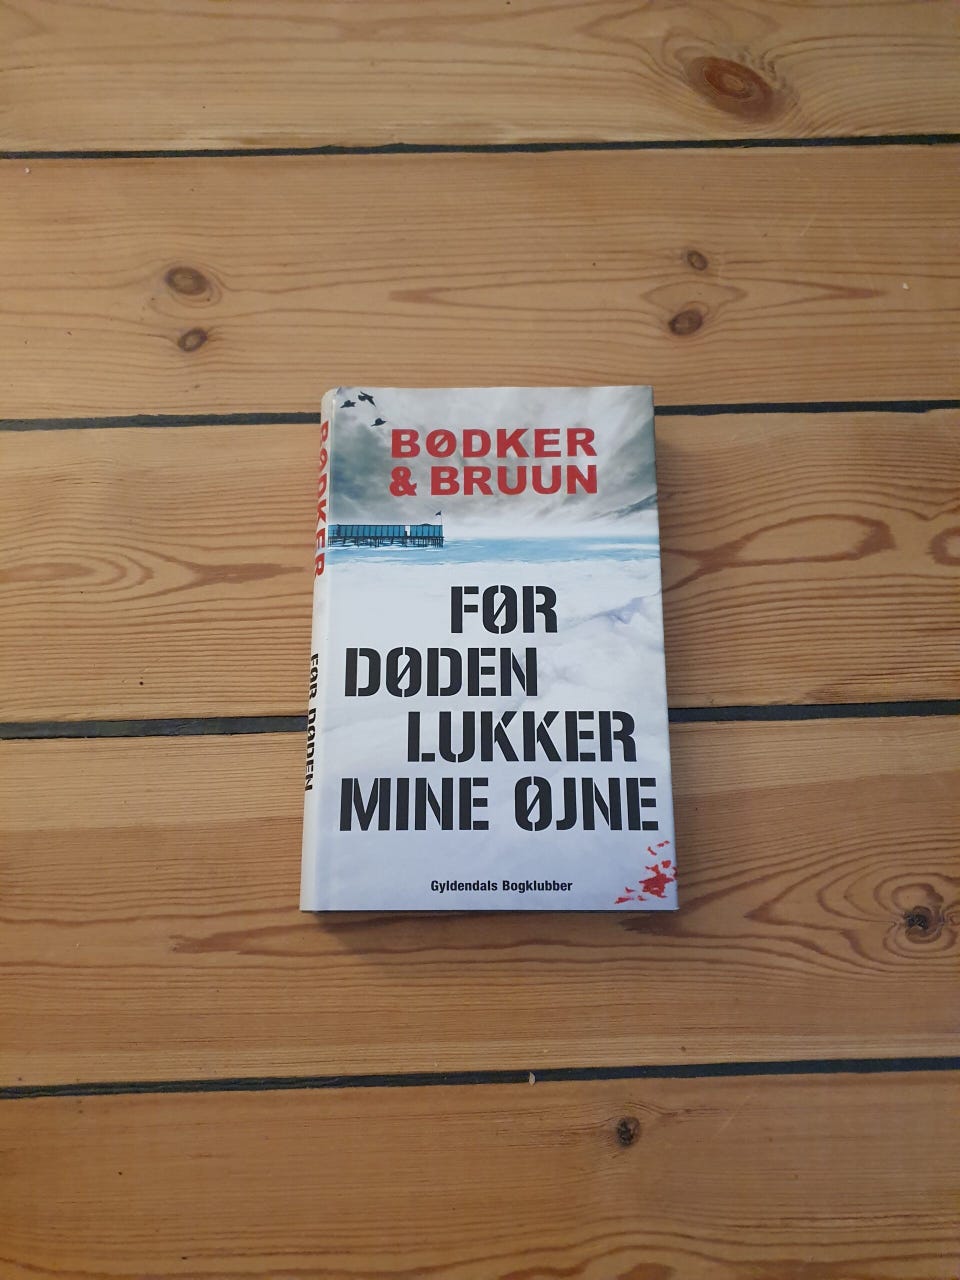 BØDKER
& BRUUN
FØR
DØDEN
LUKKER
MINE ØJNE
Gyldendals Bogklubber
BØDKER
FØR DØDEN